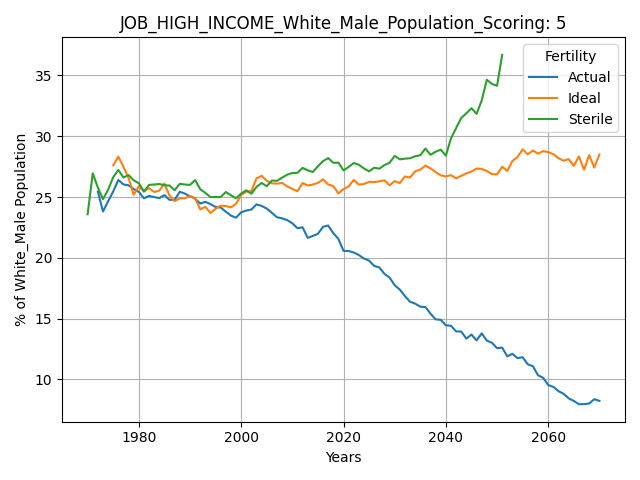 JOB_HIGH_INCOME_White_Male_Population_Scoring: 5
Fertility
Actual
Ideal
Sterile
% of White_Male Population
35
30
25
20
15
10
1980
2000
2020
2040
2060
Years